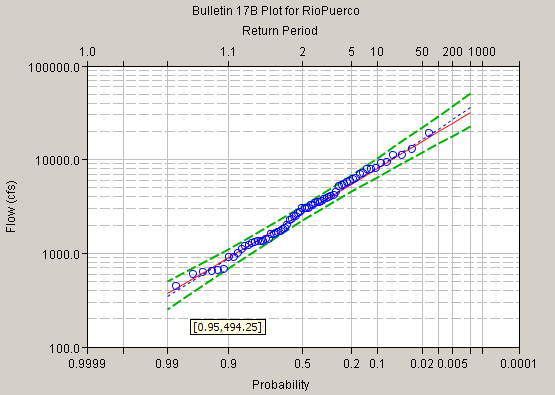 Bulletin 17B Plot for RioPuerco
Return Period
1.0 1.1 2 5 10 50 200 1000
100000.0
10000.0
1000.0
100.0
Flow (cfs)
[0.95,494.25]
0.9999 0.99 0.9 0.5 0.2 0.1 0.02 0.005 0.0001
Probability